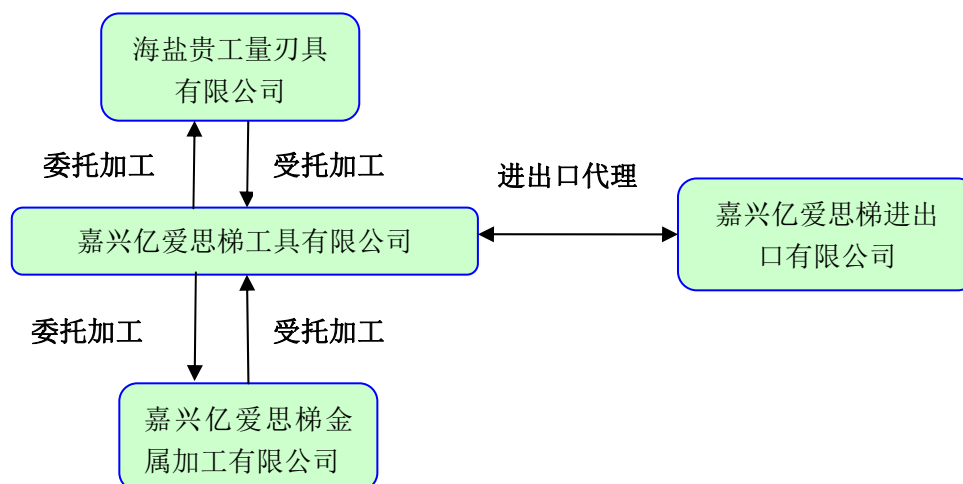 海盐贵工量刃具
有限公司
委托加工
受托加工
进出口代理
嘉兴亿爱思梯工具有限公司
嘉兴亿爱思梯进出
口有限公司
委托加工
受托加工
嘉兴亿爱思梯金
属加工有限公司